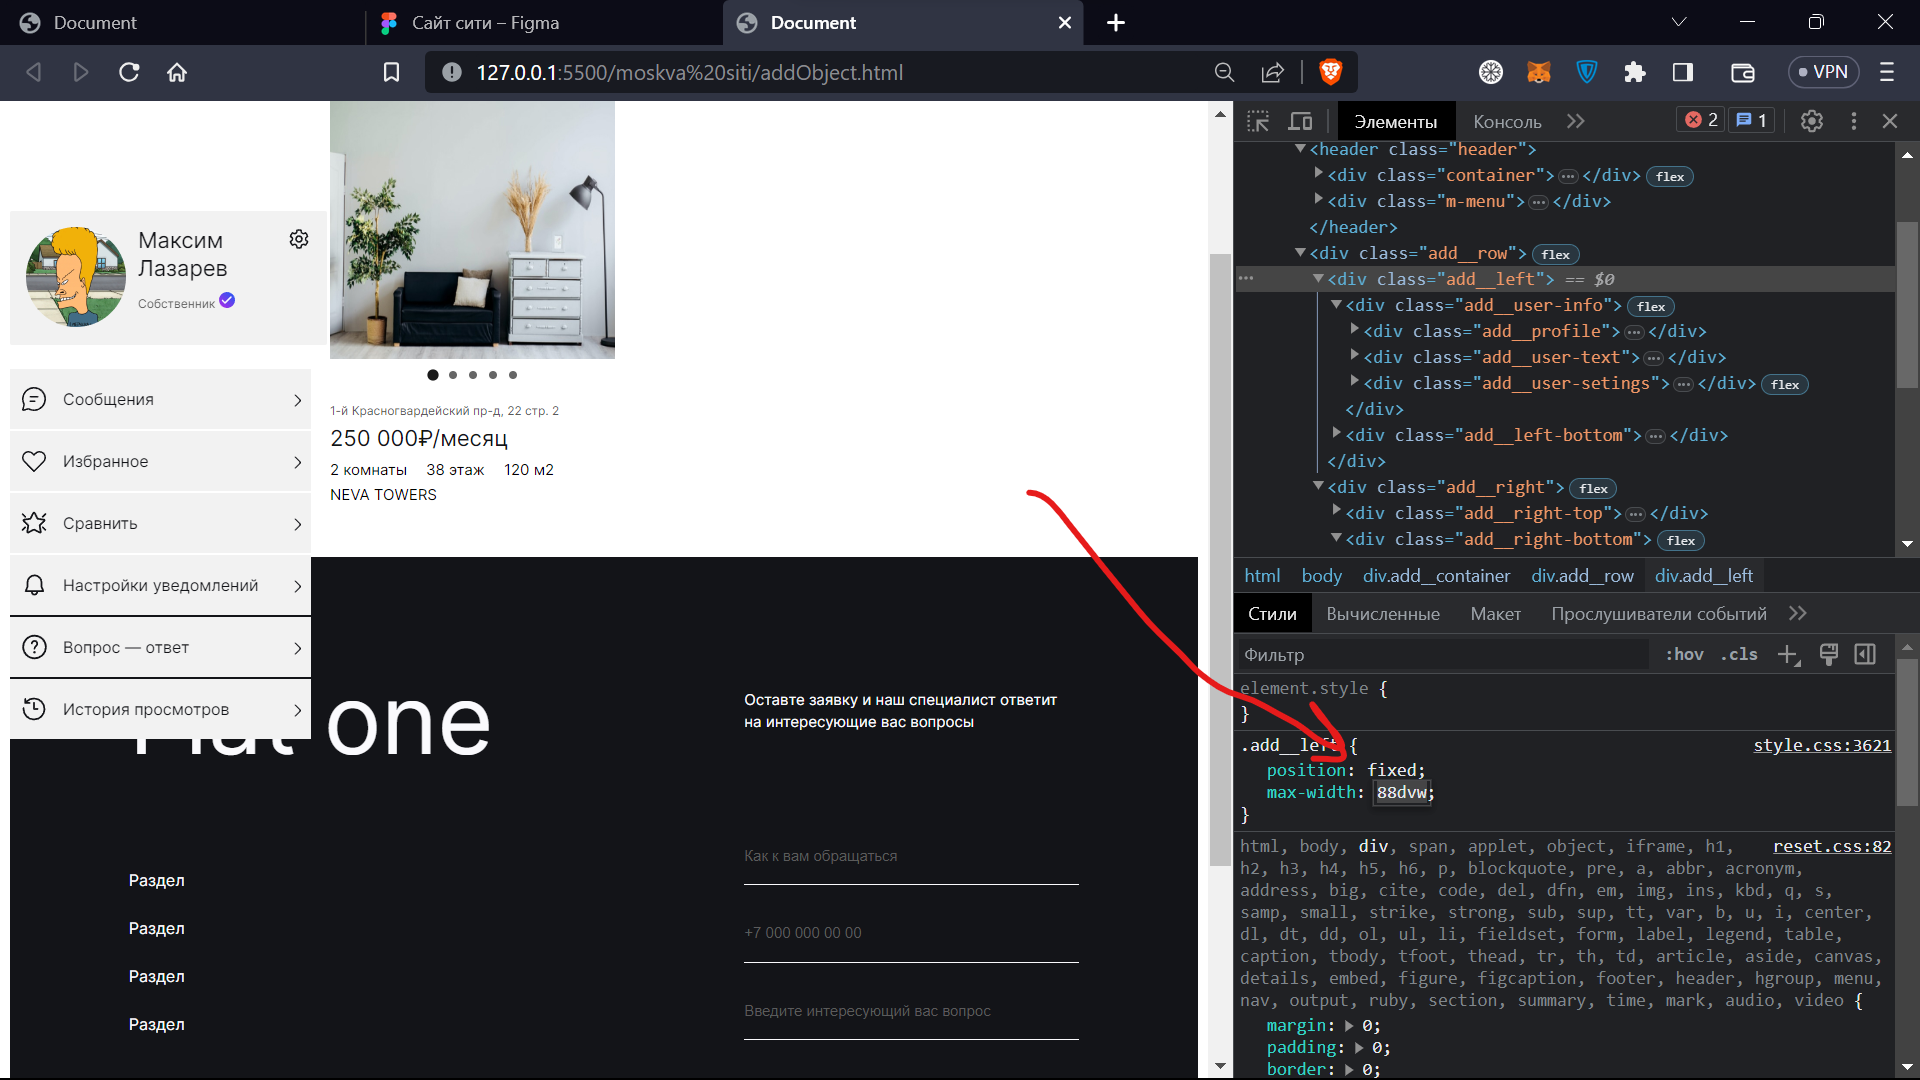 Document
Сайт сити – Figma
Document
127.0.0.1:5500/moskva%20siti/addObject.html
VPN
Максим
Лазарев
Собственник
Сообщения
Избранное
Сравнить
Настройки уведомлений
Вопрос — ответ
История просмотров
1-й Красногвардейский пр-д, 22 стр. 2
250 000₽/месяц
2 комнаты 38 этаж 120 м2
NEVA TOWERS
Flat one
Оставте заявку и наш специалист ответит
на интересующие вас вопросы
Раздел
Раздел
Раздел
Раздел
Как к вам обращаться
+7 000 000 00 00
Введите интересующий вас вопрос
Элементы Консоль 2 1
<header class="header">
<div class="container"> ⋯ </div> flex
<div class="m-menu"> ⋯ </div>
</header>
<div class="add__row"> flex
⋯ <div class="add__left"> == $0
<div class="add__user-info"> flex
<div class="add__profile"> ⋯ </div>
<div class="add__user-text"> ⋯ </div>
<div class="add__user-setings"> ⋯ </div> flex
</div>
<div class="add__left-bottom"> ⋯ </div>
</div>
<div class="add__right"> flex
<div class="add__right-top"> ⋯ </div>
<div class="add__right-bottom"> flex
html body div.add__container div.add__row div.add__left
Стили Вычисленные Макет Прослушиватели событий
Фильтр :hov .cls
element.style {
}
.add__left { style.css:3621
position: fixed;
max-width: 88dvw;
}
html, body, div, span, applet, object, iframe, h1, reset.css:82
h2, h3, h4, h5, h6, p, blockquote, pre, a, abbr, acronym,
address, big, cite, code, del, dfn, em, img, ins, kbd, q, s,
samp, small, strike, strong, sub, sup, tt, var, b, u, i, center,
dl, dt, dd, ol, ul, li, fieldset, form, label, legend, table,
caption, tbody, tfoot, thead, tr, th, td, article, aside, canvas,
details, embed, figure, figcaption, footer, header, hgroup, menu,
nav, output, ruby, section, summary, time, mark, audio, video {
margin: 0;
padding: 0;
border: 0;